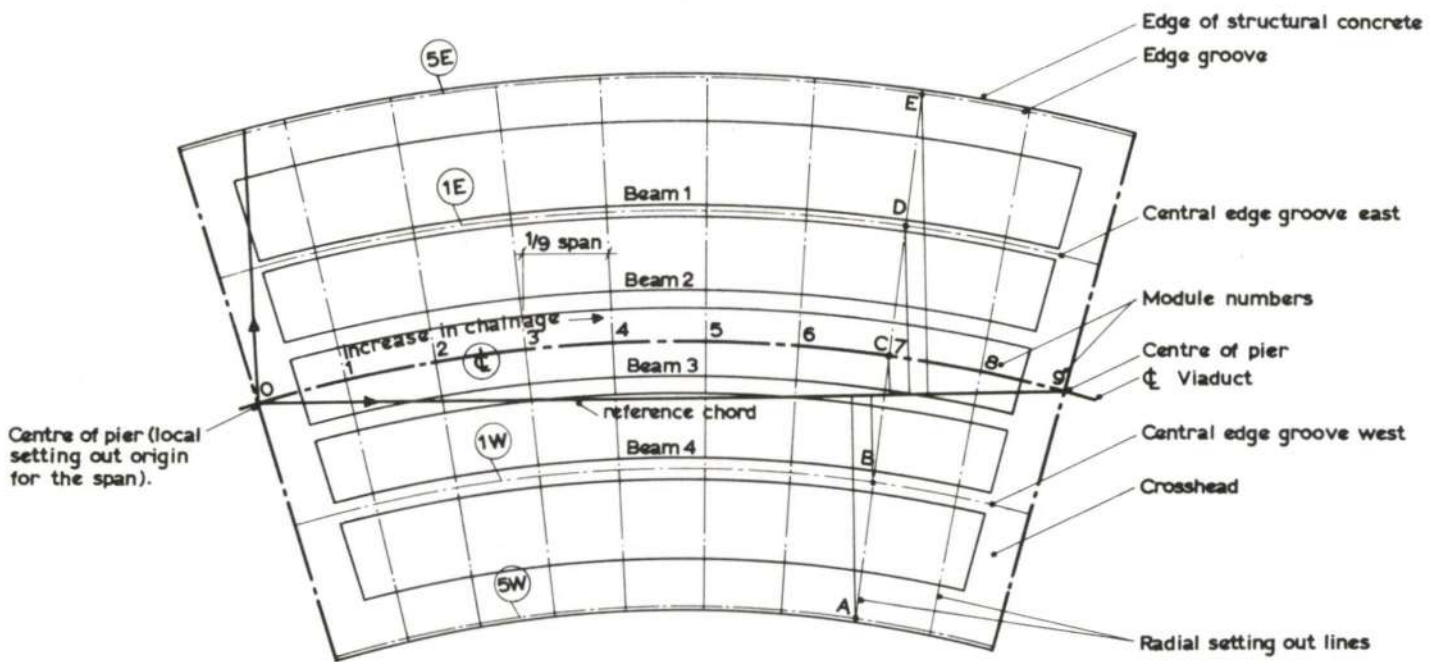 Edge of structural concrete
Edge groove
5E
E
1E
Beam 1
D
Central edge groove east
1/9 span
Beam 2
Module numbers
Increase in chainage
1
2
3
4
5
6
C 7
8
9
℄
Centre of pier
℄ Viaduct
O
Beam 3
reference chord
Centre of pier (local
setting out origin
for the span).
1W
Beam 4
B
Central edge groove west
Crosshead
5W
A
Radial setting out lines